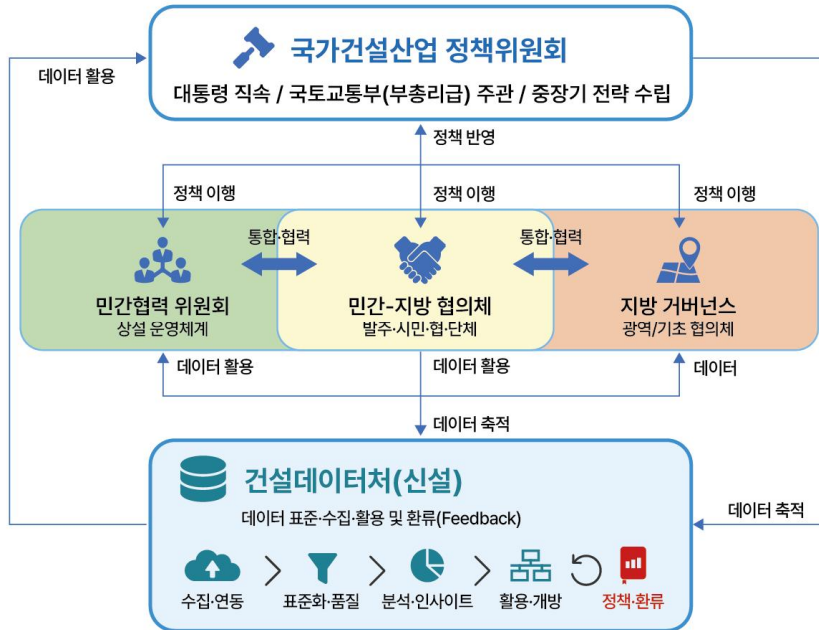 국가건설산업 정책위원회
대통령 직속 / 국토교통부(부총리급) 주관 / 중장기 전략 수립
데이터 활용
정책 반영
정책 이행
정책 이행
정책 이행
통합·협력
통합·협력
민간협력 위원회
상설 운영체계
민간-지방 협의체
발주·시민·협·단체
지방 거버넌스
광역/기초 협의체
데이터 활용
데이터 활용
데이터
데이터 축적
건설데이터처(신설)
데이터 표준·수집·활용 및 환류(Feedback)
데이터 축적
수집·연동
표준화·품질
분석·인사이트
활용·개방
정책·환류